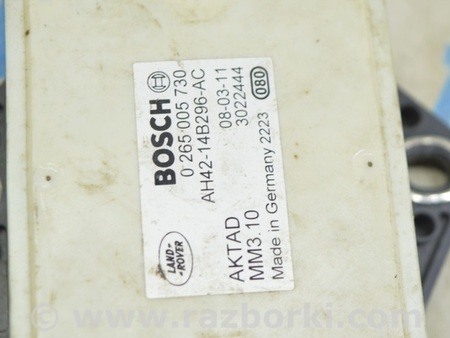 BOSCH
0 265 005 730
AH42-14B296-AC
08-03-11
3022444
080
LAND-
ROVER
AKTAD
MM3.10
Made in Germany 2223
www.razborki.com